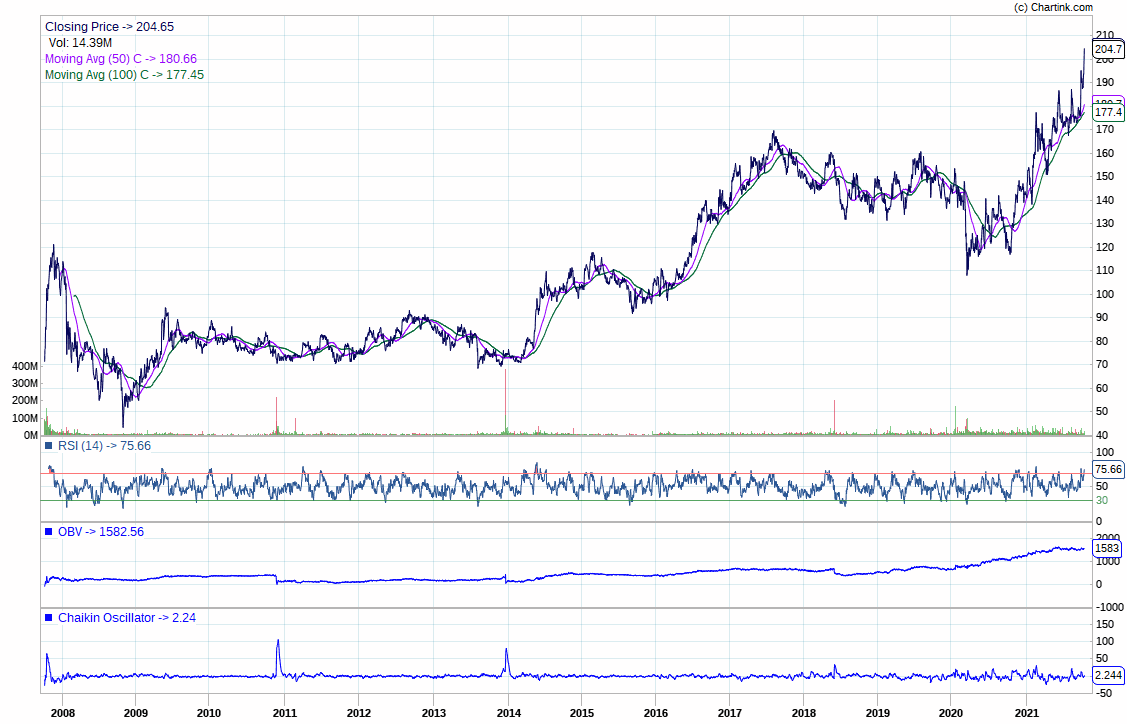 (c) Chartink.com
Closing Price -> 204.65
Vol: 14.39M
Moving Avg (50) C -> 180.66
Moving Avg (100) C -> 177.45
210
204.7
200
190
177.4
170
160
150
140
130
120
110
100
90
80
70
60
50
40
400M
300M
200M
100M
0M
RSI (14) -> 75.66
100
75.66
50
30
0
OBV -> 1582.56
2000
1583
1000
0
-1000
Chaikin Oscillator -> 2.24
150
100
50
2.244
-50
2008 2009 2010 2011 2012 2013 2014 2015 2016 2017 2018 2019 2020 2021